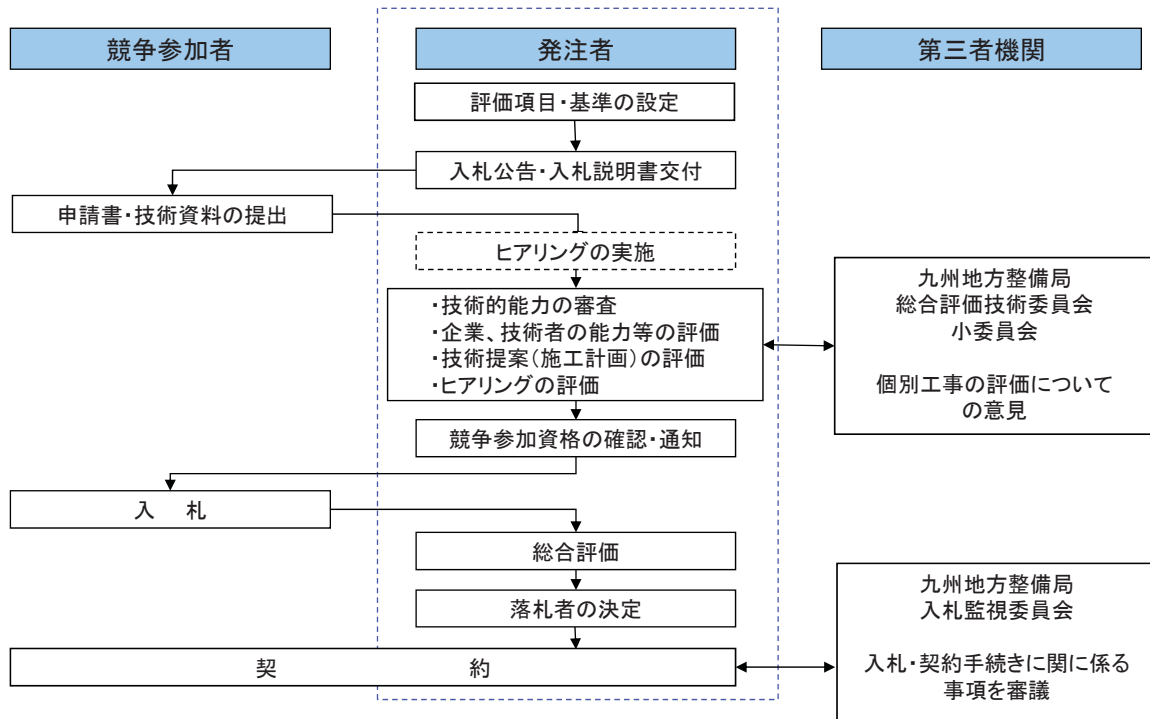 競争参加者
発注者
第三者機関
評価項目・基準の設定
入札公告・入札説明書交付
申請書・技術資料の提出
ヒアリングの実施
・技術的能力の審査
・企業、技術者の能力等の評価
・技術提案(施工計画)の評価
・ヒアリングの評価
九州地方整備局
総合評価技術委員会
小委員会
個別工事の評価について
の意見
競争参加資格の確認・通知
入 札
総合評価
落札者の決定
契 約
九州地方整備局
入札監視委員会
入札・契約手続きに関に係る
事項を審議